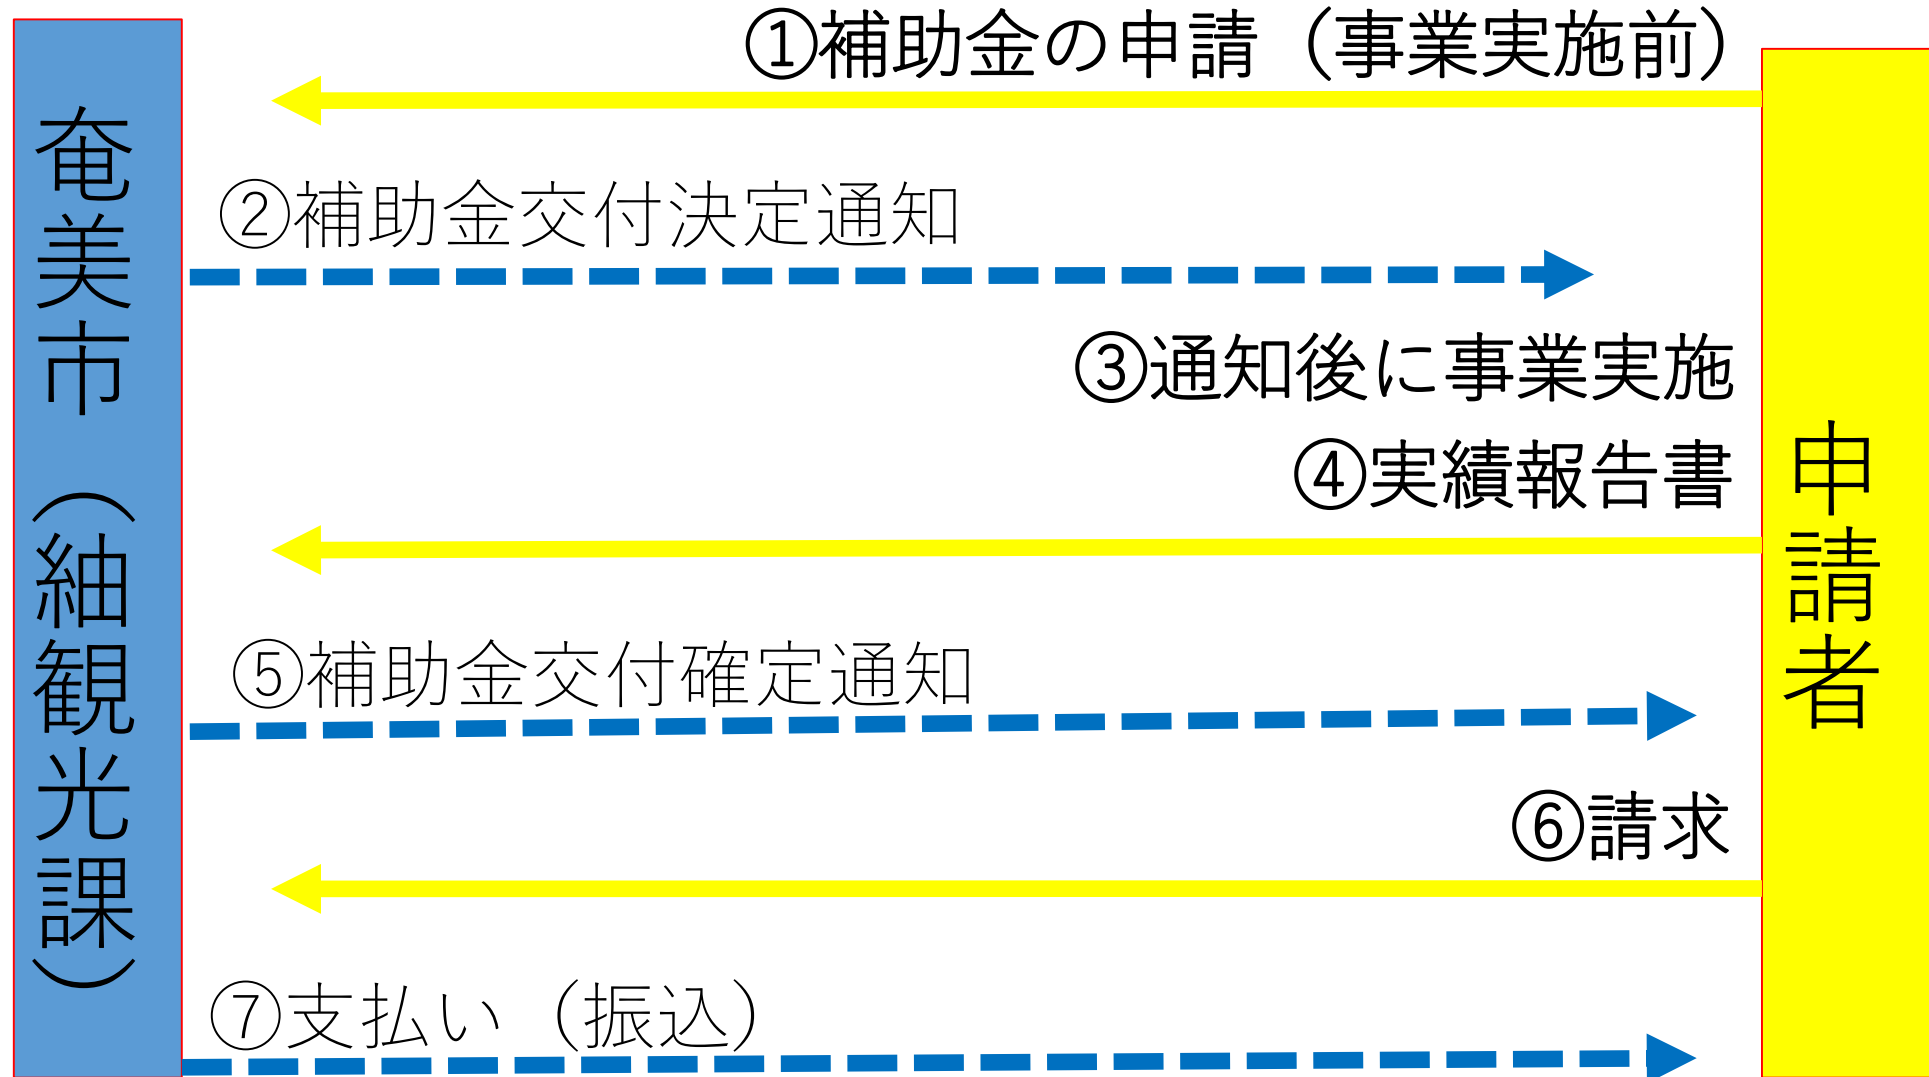 奄美市（紬観光課）
①補助金の申請（事業実施前）
②補助金交付決定通知
③通知後に事業実施
④実績報告書
⑤補助金交付確定通知
⑥請求
⑦支払い（振込）
申請者